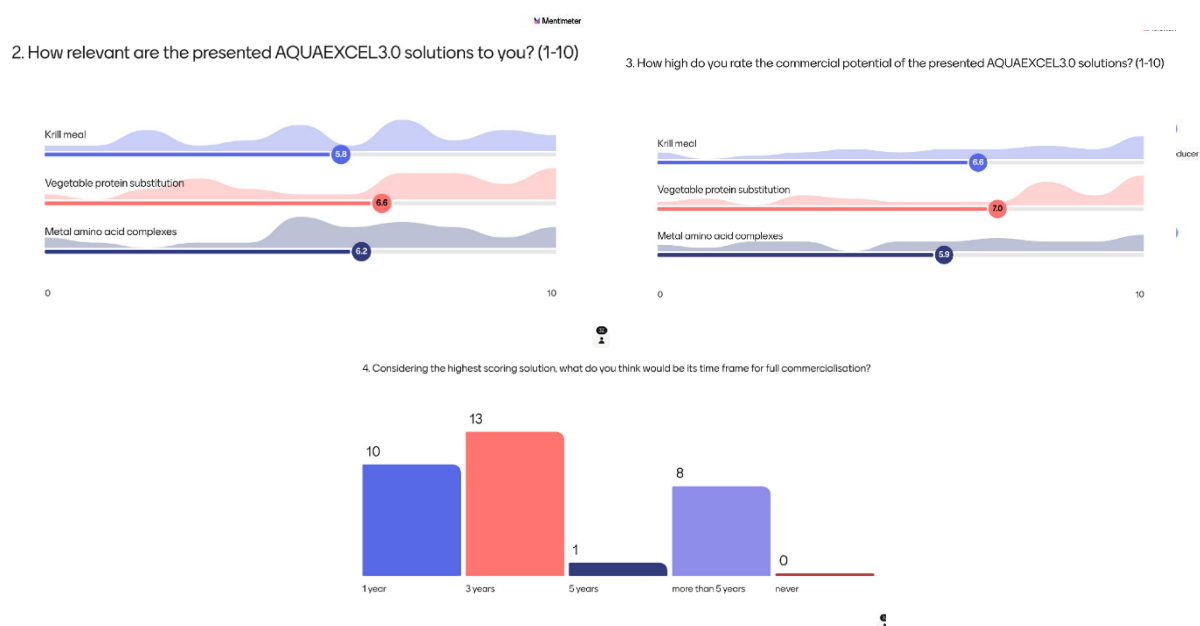 Mentimeter
2. How relevant are the presented AQUAEXCEL3.0 solutions to you? (1-10)
Krill meal
5.8
Vegetable protein substitution
6.6
Metal amino acid complexes
6.2
0
10
3. How high do you rate the commercial potential of the presented AQUAEXCEL3.0 solutions? (1-10)
Krill meal
6.6
Vegetable protein substitution
7.0
Metal amino acid complexes
5.9
0
10
ducer
4. Considering the highest scoring solution, what do you think would be its time frame for full commercialisation?
10
13
1
8
0
1 year
3 years
5 years
more than 5 years
never